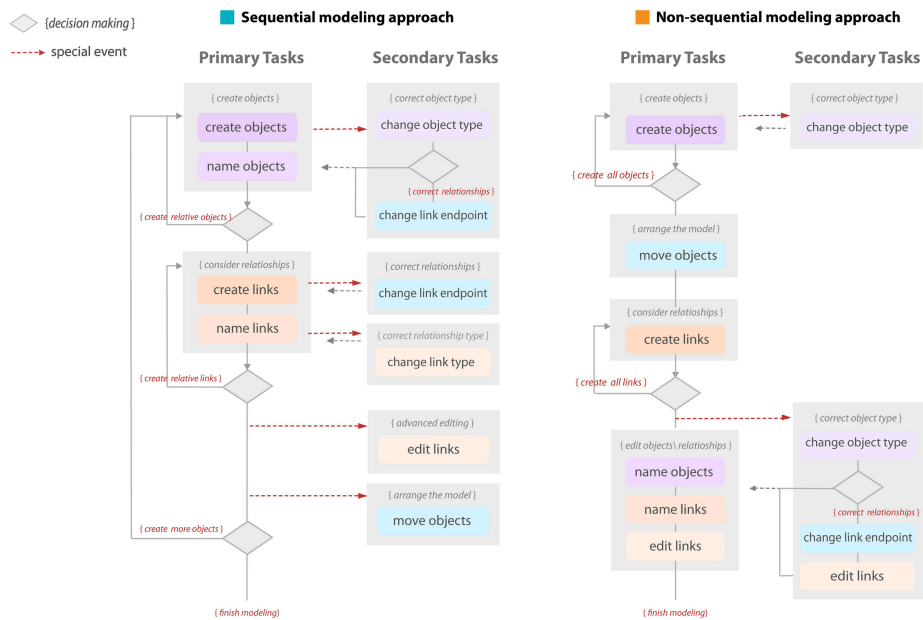 Sequential modeling approach
Non-sequential modeling approach
{decision making}
special event
Primary Tasks
Secondary Tasks
{ create objects}
create objects
name objects
{ create relative objects}
{ consider relatioships}
create links
name links
{create relative links}
{create more objects}
{ finish modeling}
{ correct object type}
change object type
{ correct relationships}
change link endpoint
{ correct relationships}
change link endpoint
{ correct relationship type}
change link type
{ advanced editing}
edit links
{ arrange the model}
move objects
Primary Tasks
Secondary Tasks
{ create objects}
create objects
{create all objects}
{ arrange the model}
move objects
{consider relatioships}
create links
{ create all links}
{ edit objects\ relatioships}
name objects
name links
edit links
{ finish modeling}
{ correct object type}
change object type
{ correct object type}
change object type
{correct relationships}
change link endpoint
edit links